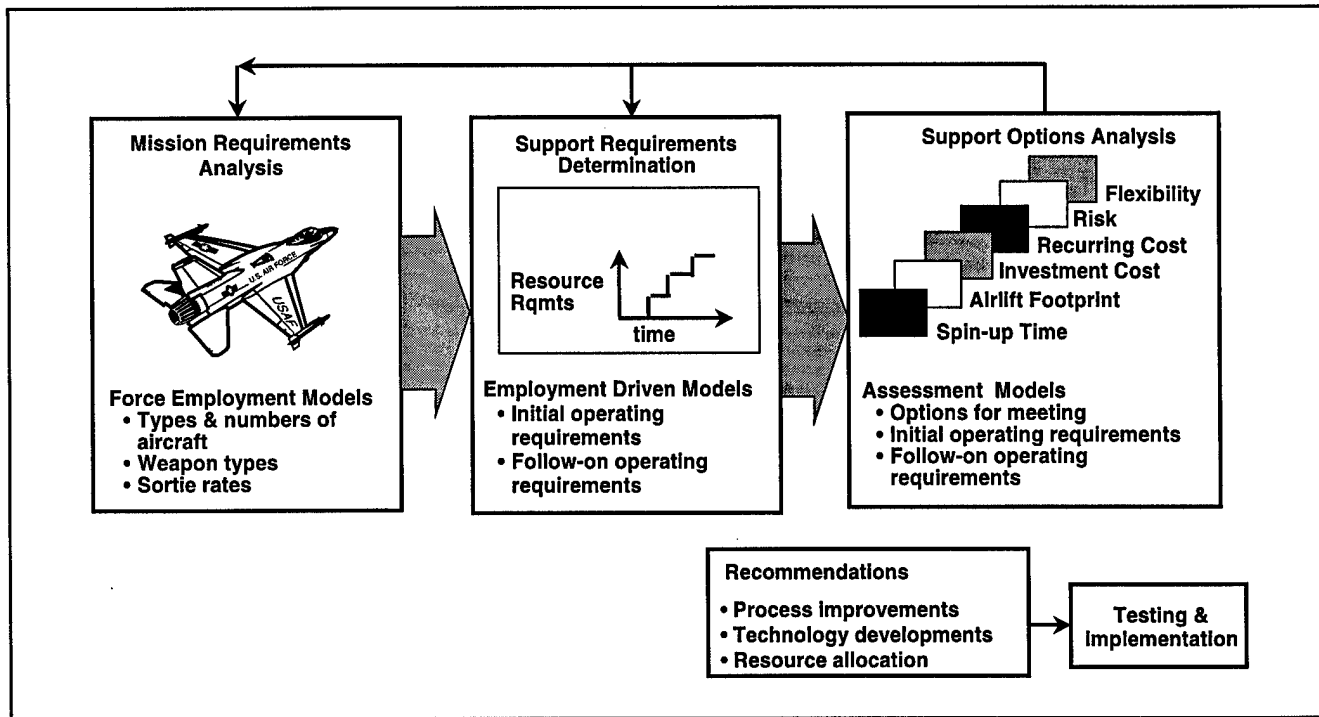 Mission Requirements
Analysis
U.S. AIR FORCE
USAF
Force Employment Models
• Types & numbers of
aircraft
• Weapon types
• Sortie rates
Support Requirements
Determination
Resource
Rqmts
time
Employment Driven Models
• Initial operating
requirements
• Follow-on operating
requirements
Support Options Analysis
Flexibility
Risk
Recurring Cost
Investment Cost
Airlift Footprint
Spin-up Time
Assessment Models
• Options for meeting
• Initial operating requirements
• Follow-on operating
requirements
Recommendations
• Process improvements
• Technology developments
• Resource allocation
Testing &
Implementation